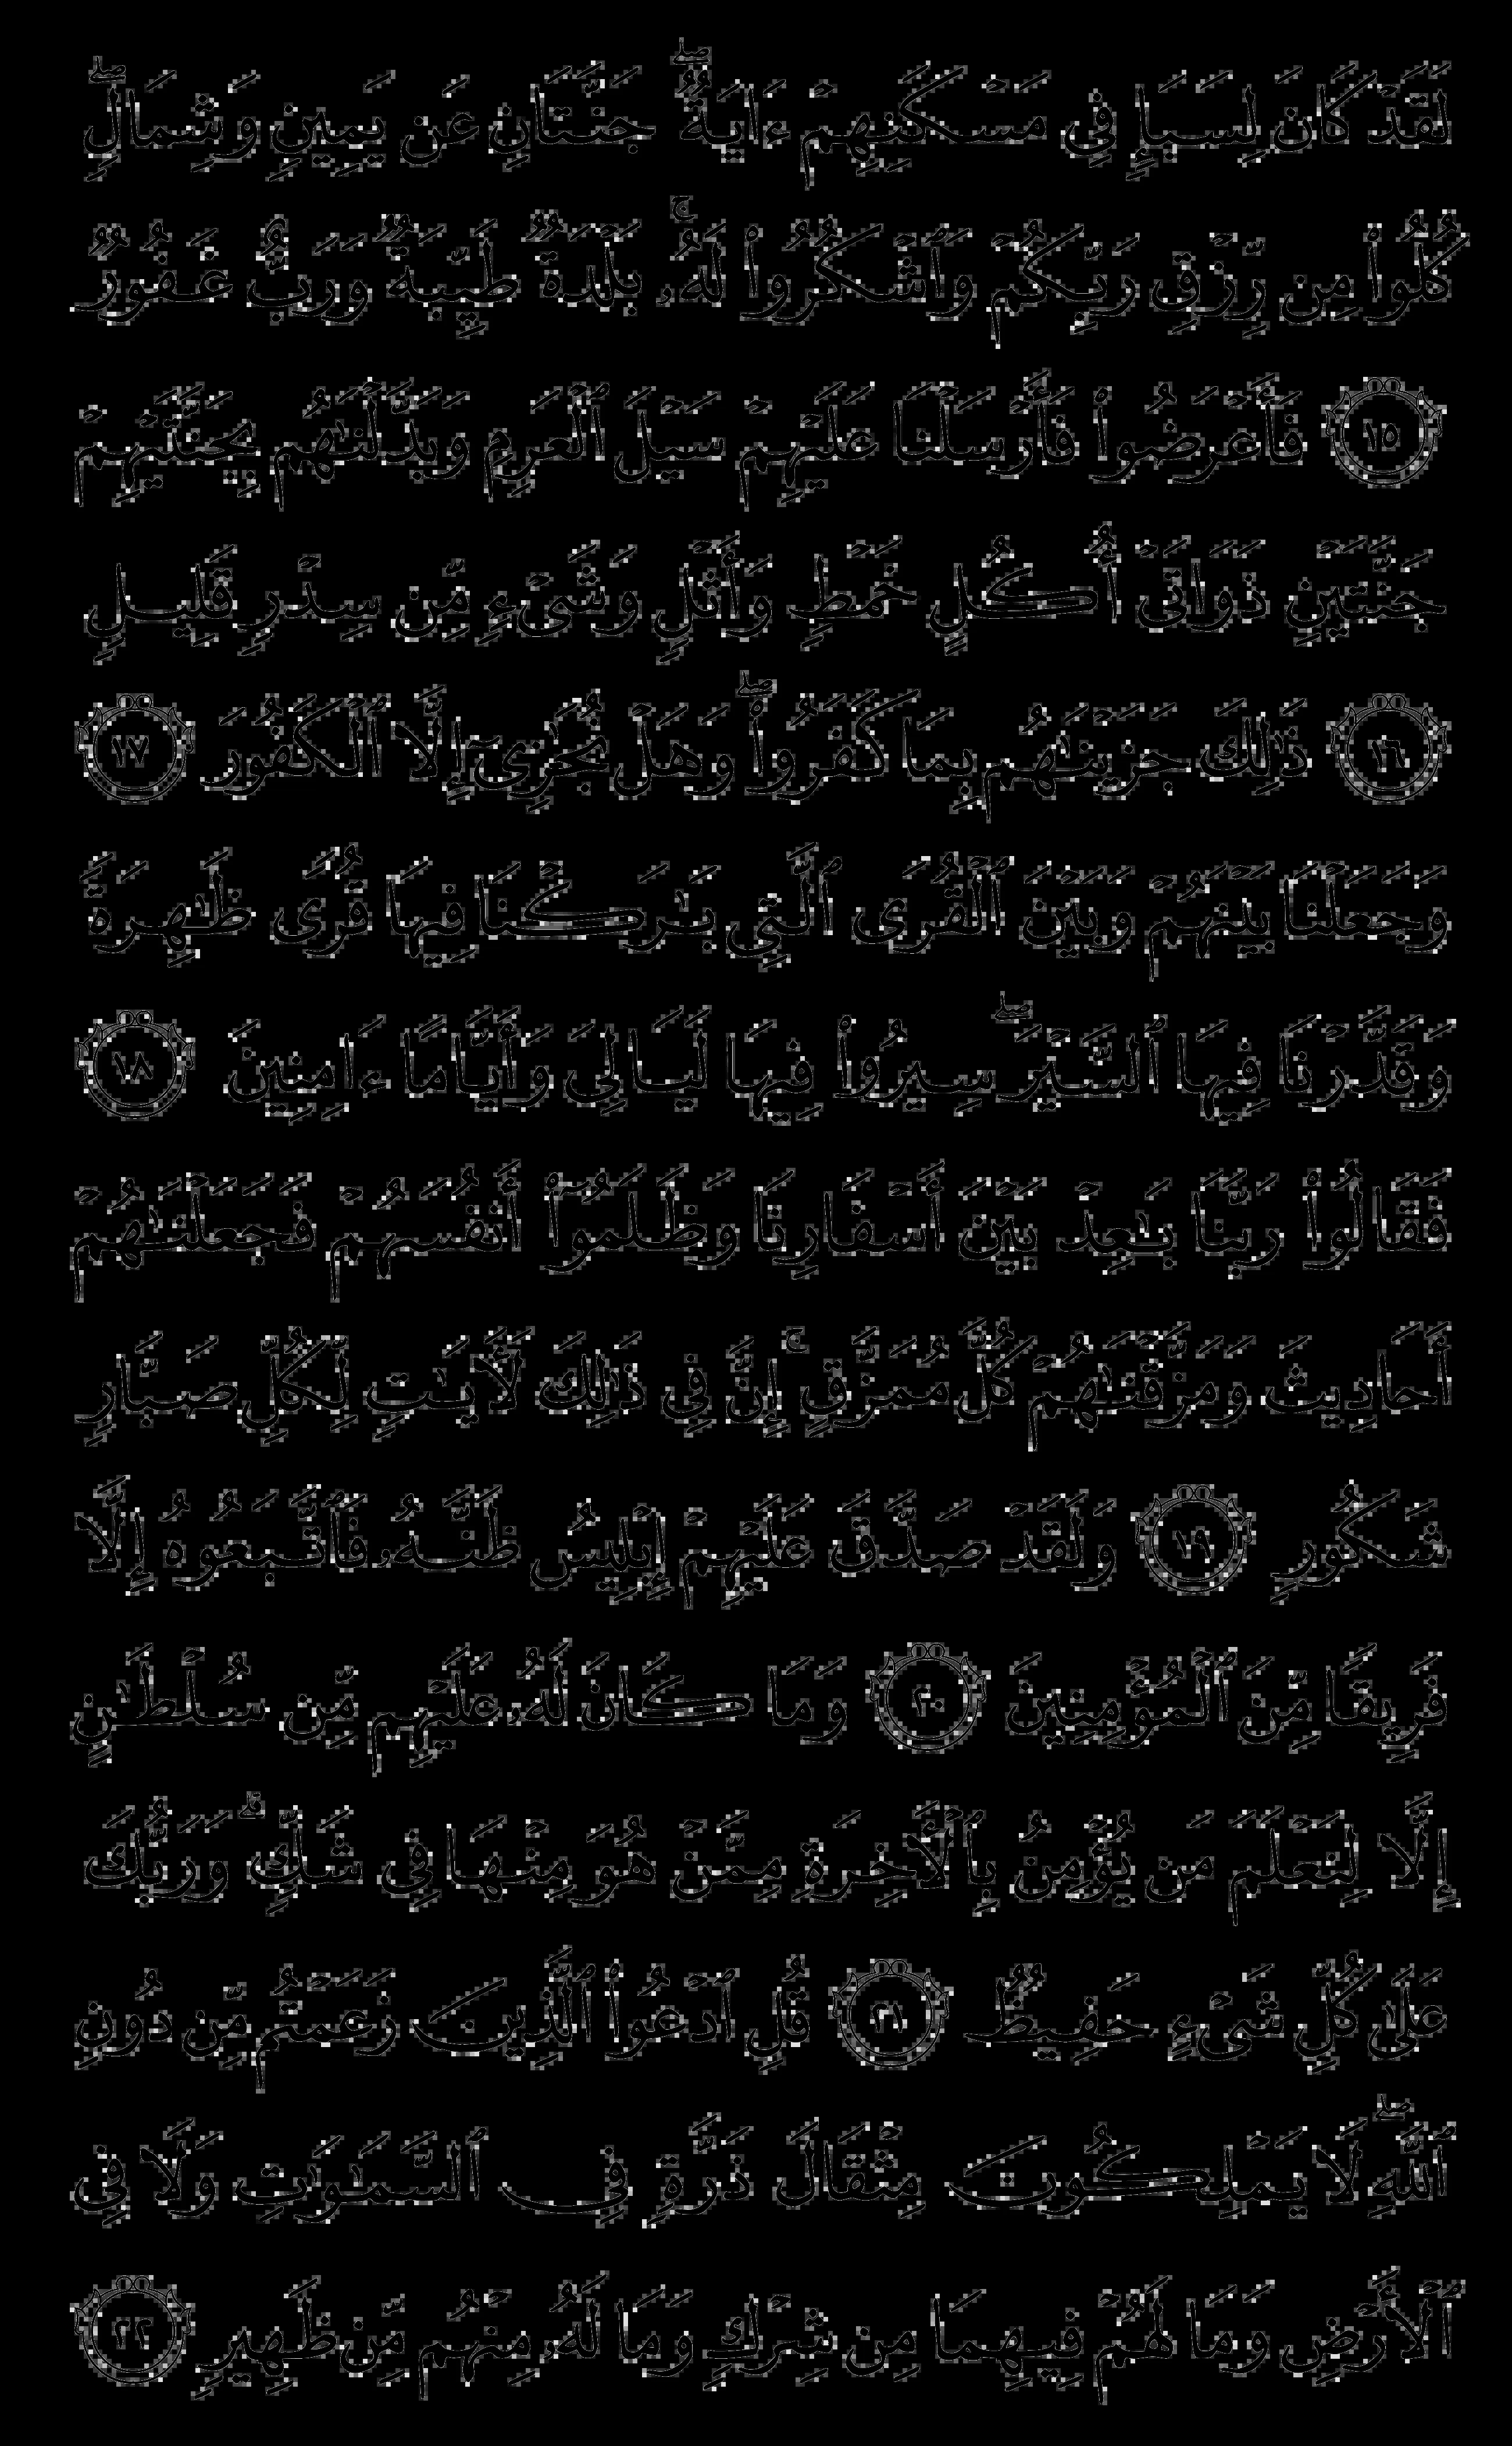 لَقَدْ كَانَ لِسَبَإٍ فِى مَسْكَنِهِمْ ءَايَةٌ ۖ جَنَّتَانِ عَن يَمِينٍ وَشِمَالٍ ۖ
كُلُوا۟ مِن رِّزْقِ رَبِّكُمْ وَٱشْكُرُوا۟ لَهُۥ ۚ بَلْدَةٌ طَيِّبَةٌ وَرَبٌّ غَفُورٌ
١٥ فَأَعْرَضُوا۟ فَأَرْسَلْنَا عَلَيْهِمْ سَيْلَ ٱلْعَرِمِ وَبَدَّلْنَـٰهُم بِجَنَّتَيْهِمْ
جَنَّتَيْنِ ذَوَاتَىْ أُكُلٍ خَمْطٍ وَأَثْلٍ وَشَىْءٍ مِّن سِدْرٍ قَلِيلٍ
١٦ ذَٰلِكَ جَزَيْنَـٰهُم بِمَا كَفَرُوا۟ ۖ وَهَلْ نُجَـٰزِىٓ إِلَّا ٱلْكَفُورَ ١٧
وَجَعَلْنَا بَيْنَهُمْ وَبَيْنَ ٱلْقُرَى ٱلَّتِى بَـٰرَكْنَا فِيهَا قُرًى ظَـٰهِرَةً
وَقَدَّرْنَا فِيهَا ٱلسَّيْرَ ۖ سِيرُوا۟ فِيهَا لَيَالِىَ وَأَيَّامًا ءَامِنِينَ ١٨
فَقَالُوا۟ رَبَّنَا بَـٰعِدْ بَيْنَ أَسْفَارِنَا وَظَلَمُوٓا۟ أَنفُسَهُمْ فَجَعَلْنَـٰهُمْ
أَحَادِيثَ وَمَزَّقْنَـٰهُمْ كُلَّ مُمَزَّقٍ ۚ إِنَّ فِى ذَٰلِكَ لَـَٔايَـٰتٍ لِّكُلِّ صَبَّارٍ
شَكُورٍ ١٩ وَلَقَدْ صَدَّقَ عَلَيْهِمْ إِبْلِيسُ ظَنَّهُۥ فَٱتَّبَعُوهُ إِلَّا
فَرِيقًا مِّنَ ٱلْمُؤْمِنِينَ ٢٠ وَمَا كَانَ لَهُۥ عَلَيْهِم مِّن سُلْطَـٰنٍ
إِلَّا لِنَعْلَمَ مَن يُؤْمِنُ بِٱلْـَٔاخِرَةِ مِمَّنْ هُوَ مِنْهَا فِى شَكٍّ ۗ وَرَبُّكَ
عَلَىٰ كُلِّ شَىْءٍ حَفِيظٌ ٢١ قُلِ ٱدْعُوا۟ ٱلَّذِينَ زَعَمْتُم مِّن دُونِ
ٱللَّهِ ۖ لَا يَمْلِكُونَ مِثْقَالَ ذَرَّةٍ فِى ٱلسَّمَـٰوَٰتِ وَلَا فِى
ٱلْأَرْضِ وَمَا لَهُمْ فِيهِمَا مِن شِرْكٍ وَمَا لَهُۥ مِنْهُم مِّن ظَهِيرٍ ٢٢